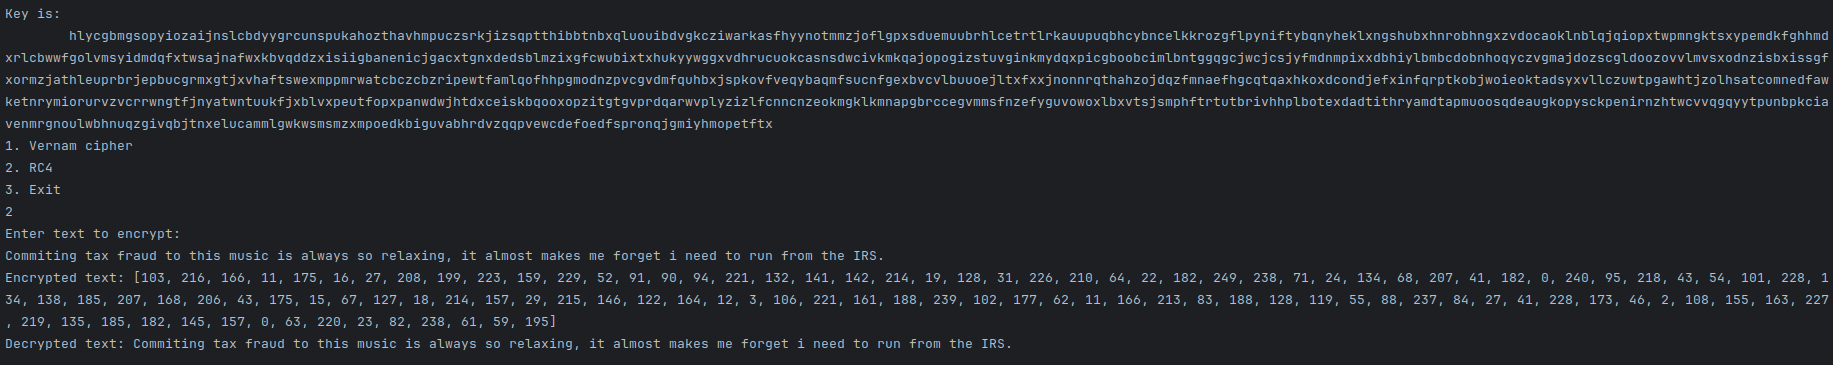 Key is:
hlycgbmgsopyiozaijnslcbdyygrcunspukahozthavhmpuczsrkjizsqptthibbtnbxqluouibdvgkcziwarkasfhyynotmmzjoflgpxsduemuubrhlcetrtlrkauupuqbhcybncelkkrozgflpyniftybqnyheklxngshubxhnrobhngxzvdocaoklnblqjqiopxtwpmngktsxypemdkfghhmd
xrlcbwwfgolvmsyidmdqfxtwsajnafwxkbvqddzxisiigbanenicjgacxtgnxdedsblmzixgfcwubixtxhukyywggxvdhrucuokcasnsdwcivkmkqajopogizstuvginkmydqxpicgboobcimlbntggqgcjwcjcsjyfmdnmpixxdbhiylbmbcdobnhoqyczvgmajdozscgldoozovvlmvsxodnzisbxissgf
xormzjathleuprbrjepbucgrmxgtjxvhaftswexmppmrwatcbczcbzripewtfamlqofhhpgmodnzpvcgvdmfquhbxjspkovfveqybaqmfsucnfgexbvcvlbuuoejltxfxxjnonnrqthahzojdqzfmnaefhgcqtqaxhkoxdcondjefxinfqrptkobjwoieoktadsyxvllczuwtpgawhtjzolhsatcomnedfaw
ketnrymiorurvzvcrrwngtfjnyatwntuukfjxblvxpeutfopxpanwdwjhtdxceiskbqooxopzitgtgvprdqarwvplyzizlfcnncnzeokmgklkmnapgbrccegvmmsfnzefyguvowoxlbxvtsjsmphftrtutbrivhhplbotexdadtithryamdtapmuoosqdeaugkopysckpenirnzhtwcvvqgqyytpunbpkcia
venmrgnoulwbhnuqzgivqbjtnxelucammlgwkwsmsmzxmpoedkbiguvabhrdvzqqpvewcdefoedfspronqjgmiyhmopetftx
1. Vernam cipher
2. RC4
3. Exit
2
Enter text to encrypt:
Commiting tax fraud to this music is always so relaxing, it almost makes me forget i need to run from the IRS.
Encrypted text: [103, 216, 166, 11, 175, 16, 27, 208, 199, 223, 159, 229, 52, 91, 90, 94, 221, 132, 141, 142, 214, 19, 128, 31, 226, 210, 64, 22, 182, 249, 238, 71, 24, 134, 68, 207, 41, 182, 0, 240, 95, 218, 43, 54, 101, 228, 1
34, 138, 185, 207, 168, 206, 43, 175, 15, 67, 127, 18, 214, 157, 29, 215, 146, 122, 164, 12, 3, 106, 221, 161, 188, 239, 102, 177, 62, 11, 166, 213, 83, 188, 128, 119, 55, 88, 237, 84, 27, 41, 228, 173, 46, 2, 108, 155, 163, 227
, 219, 135, 185, 182, 145, 157, 0, 63, 220, 23, 82, 238, 61, 59, 195]
Decrypted text: Commiting tax fraud to this music is always so relaxing, it almost makes me forget i need to run from the IRS.